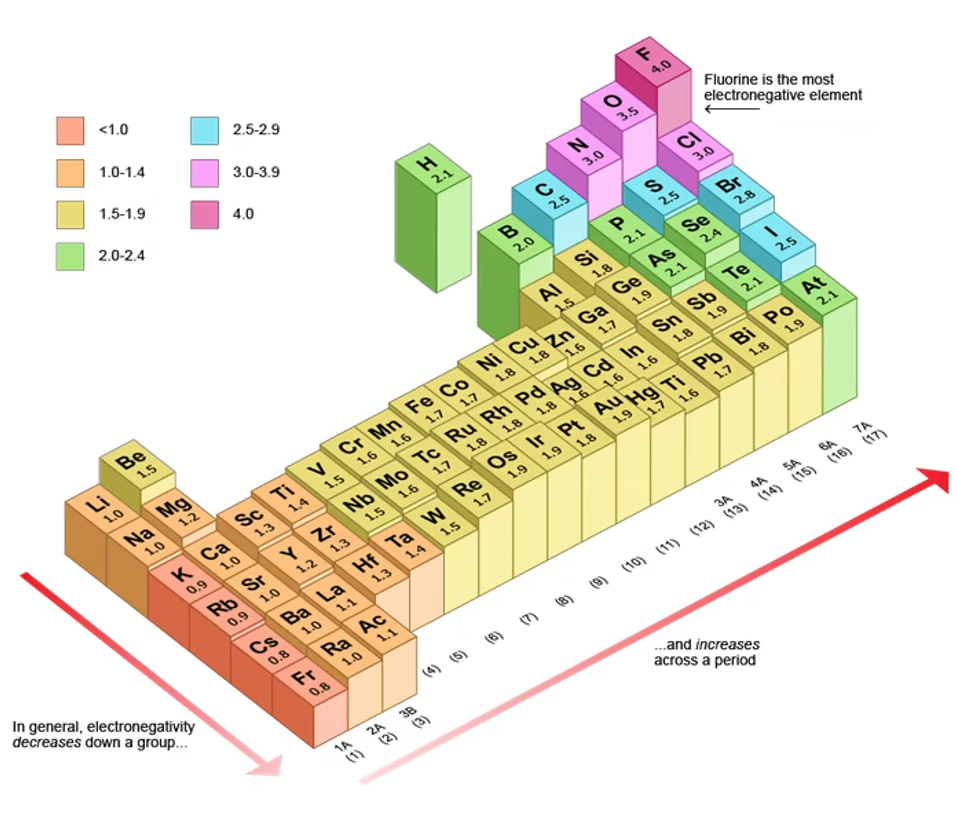 F
4.0
Fluorine is the most
electronegative element
O
3.5
<1.0
2.5-2.9
N
3.0
Cl
3.0
H
2.1
1.0-1.4
3.0-3.9
C
2.5
S
2.5
Br
2.8
1.5-1.9
4.0
B
2.0
P
2.1
Se
2.4
I
2.5
2.0-2.4
Si
1.8
As
2.1
Te
2.1
At
2.1
Al
1.5
Ge
1.9
Sb
1.9
Po
1.9
Ga
1.7
Sn
1.8
Bi
1.8
Cu
1.8
Zn
1.6
In
1.6
Pb
1.7
Ni
1.8
Cd
1.6
Tl
1.6
Co
1.7
Ag
1.6
Hg
1.7
Fe
1.7
Pd
1.8
Au
1.9
Mn
1.6
Rh
1.8
Pt
1.8
Cr
1.6
Ru
1.8
Ir
1.9
V
1.5
Tc
1.7
Os
1.9
Be
1.5
Ti
1.4
Mo
1.6
Re
1.7
Li
1.0
Mg
1.2
Sc
1.3
Nb
1.5
W
1.5
Na
1.0
Ca
1.0
Y
1.2
Zr
1.3
Ta
1.4
K
0.9
Sr
1.0
Hf
1.3
Rb
0.9
Ba
1.0
La
1.1
Cs
0.8
Ra
1.0
Ac
1.1
Fr
0.8
1A
(1)
2A
(2)
3B
(3)
(4)
(5)
(6)
(7)
(8)
(9)
(10)
(11)
(12)
3A
(13)
4A
(14)
5A
(15)
6A
(16)
7A
(17)
...and increases
across a period
In general, electronegativity
decreases down a group...